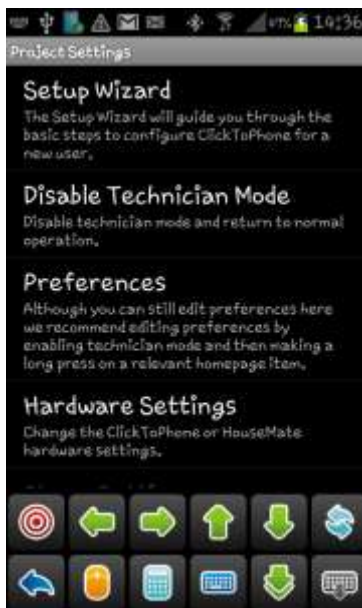 14:36
Project Settings
Setup Wizard
The Setup Wizard will guide you through the
basic steps to configure ClickToPhone for a
new user.
Disable Technician Mode
Disable technician mode and return to normal
operation.
Preferences
Although you can still edit preferences here
we recommend editing preferences by
enabling technician mode and then making a
long press on a relevant homepage item.
Hardware Settings
Change the ClickToPhone or HouseMate
hardware settings.